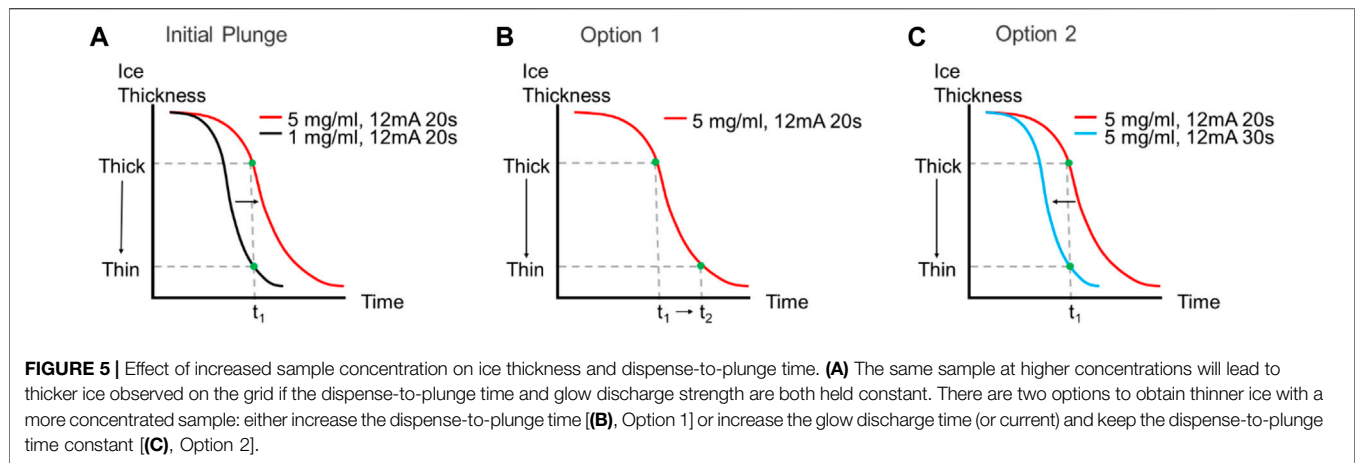 A Initial Plunge
Ice
Thickness
5 mg/ml, 12mA 20s
1 mg/ml, 12mA 20s
Thick
Thin
Time
t1
B Option 1
Ice
Thickness
5 mg/ml, 12mA 20s
Thick
Thin
Time
t1 → t2
C Option 2
Ice
Thickness
5 mg/ml, 12mA 20s
5 mg/ml, 12mA 30s
Thick
Thin
Time
t1
FIGURE 5 | Effect of increased sample concentration on ice thickness and dispense-to-plunge time. (A) The same sample at higher concentrations will lead to
thicker ice observed on the grid if the dispense-to-plunge time and glow discharge strength are both held constant. There are two options to obtain thinner ice with a
more concentrated sample: either increase the dispense-to-plunge time [(B), Option 1] or increase the glow discharge time (or current) and keep the dispense-to-plunge
time constant [(C), Option 2].